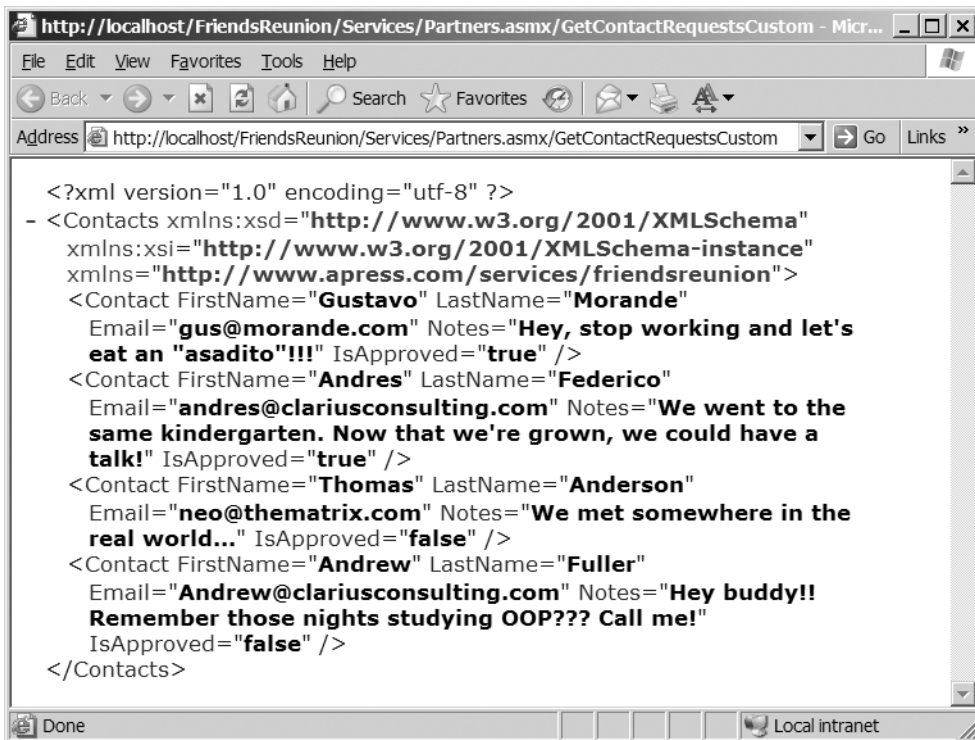 http://localhost/FriendsReunion/Services/Partners.asmx/GetContactRequestsCustom - Micr...
File Edit View Favorites Tools Help
Back Search Favorites
Address http://localhost/FriendsReunion/Services/Partners.asmx/GetContactRequestsCustom Go Links »
<?xml version="1.0" encoding="utf-8" ?>
- <Contacts xmlns:xsd="http://www.w3.org/2001/XMLSchema"
xmlns:xsi="http://www.w3.org/2001/XMLSchema-instance"
xmlns="http://www.apress.com/services/friendsreunion">
<Contact FirstName="Gustavo" LastName="Morande"
Email="gus@morande.com" Notes="Hey, stop working and let's
eat an "asadito"!!!" IsApproved="true" />
<Contact FirstName="Andres" LastName="Federico"
Email="andres@clariusconsulting.com" Notes="We went to the
same kindergarten. Now that we're grown, we could have a
talk!" IsApproved="true" />
<Contact FirstName="Thomas" LastName="Anderson"
Email="neo@thematrix.com" Notes="We met somewhere in the
real world..." IsApproved="false" />
<Contact FirstName="Andrew" LastName="Fuller"
Email="Andrew@clariusconsulting.com" Notes="Hey buddy!!
Remember those nights studying OOP??? Call me!"
IsApproved="false" />
</Contacts>
Done Local intranet